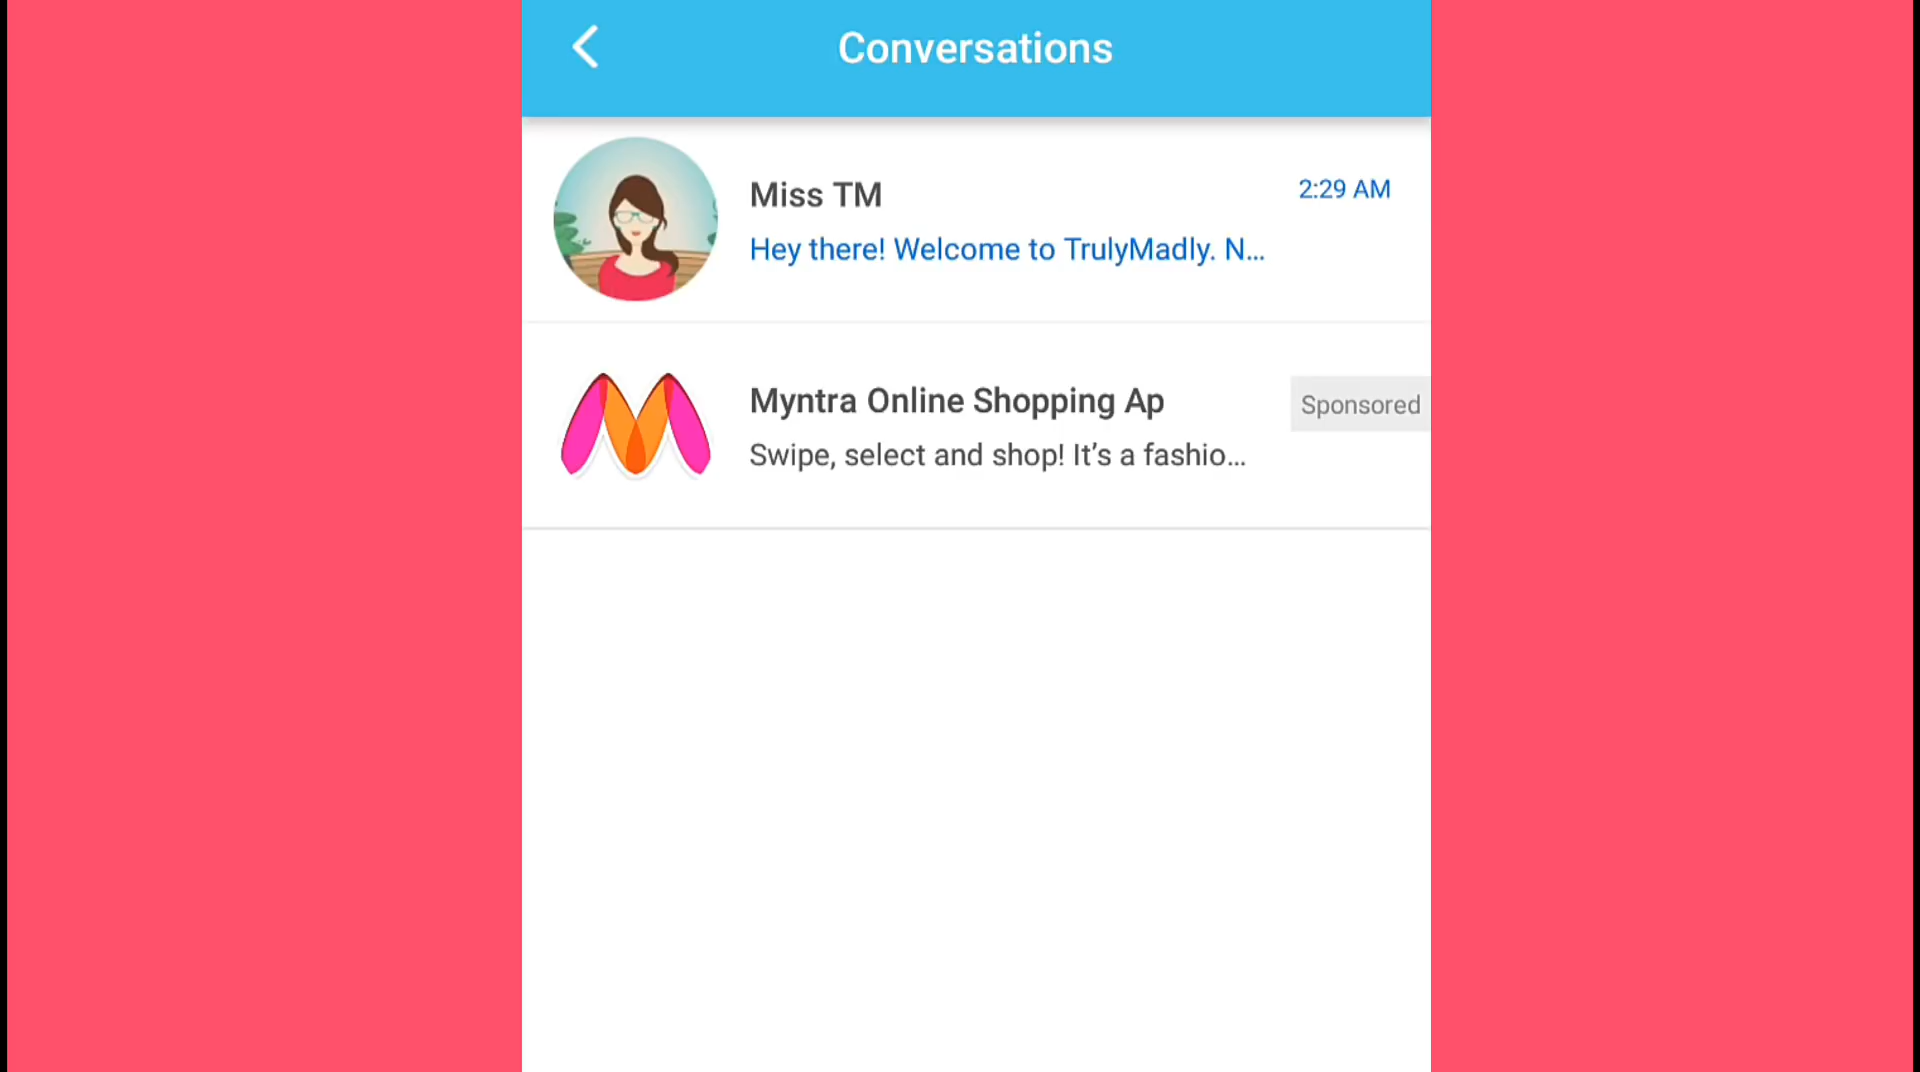 Conversations
Miss TM
2:29 AM
Hey there! Welcome to TrulyMadly. N...
Myntra Online Shopping Ap
Sponsored
Swipe, select and shop! It’s a fashio...